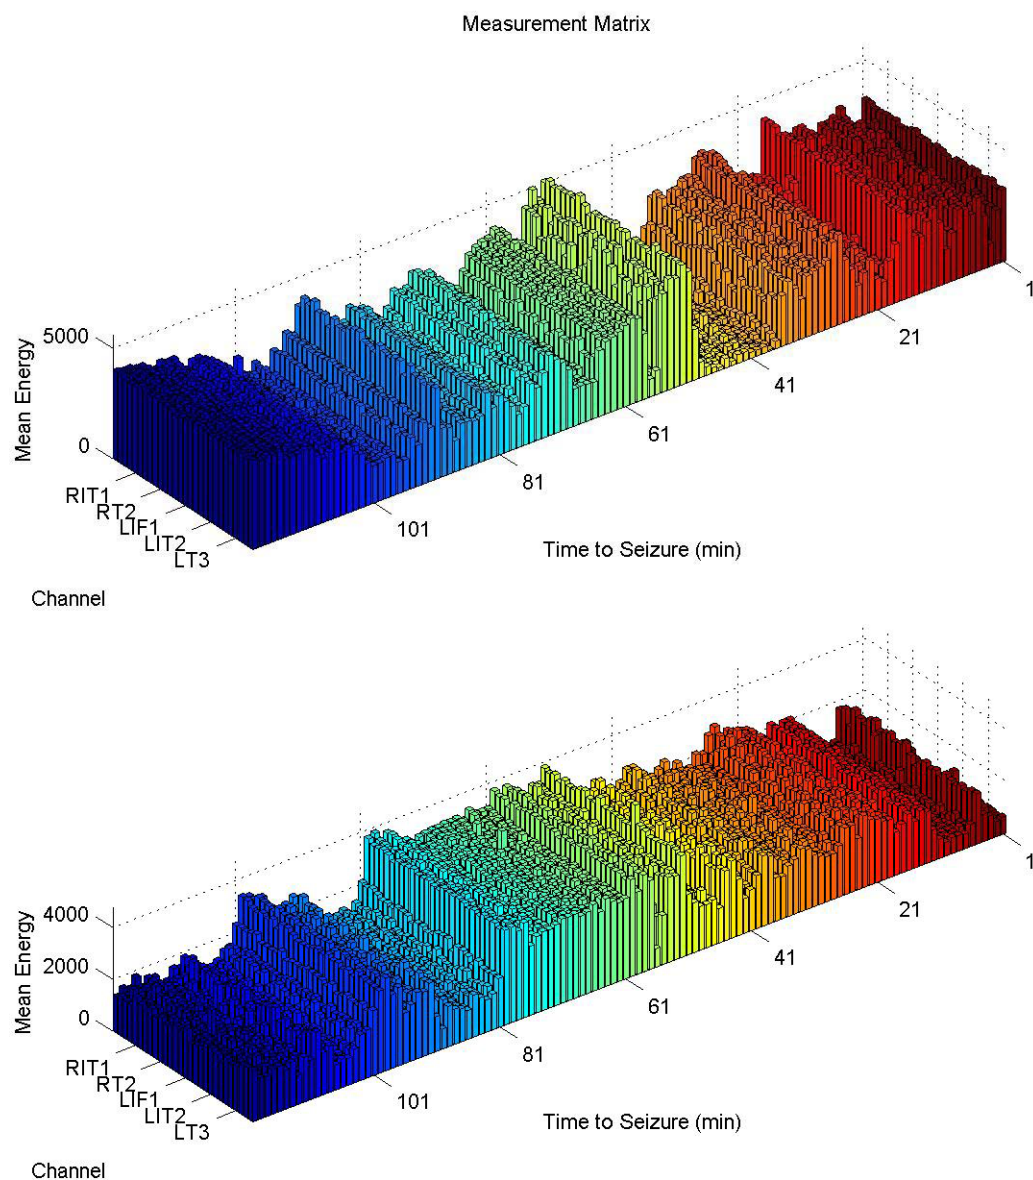 Measurement Matrix
5000
0
Mean Energy
RIT1
RT2
LIF1
LIT2
LT3
Channel
101
81
61
41
21
1
Time to Seizure (min)
4000
2000
0
Mean Energy
RIT1
RT2
LIF1
LIT2
LT3
Channel
101
81
61
41
21
1
Time to Seizure (min)